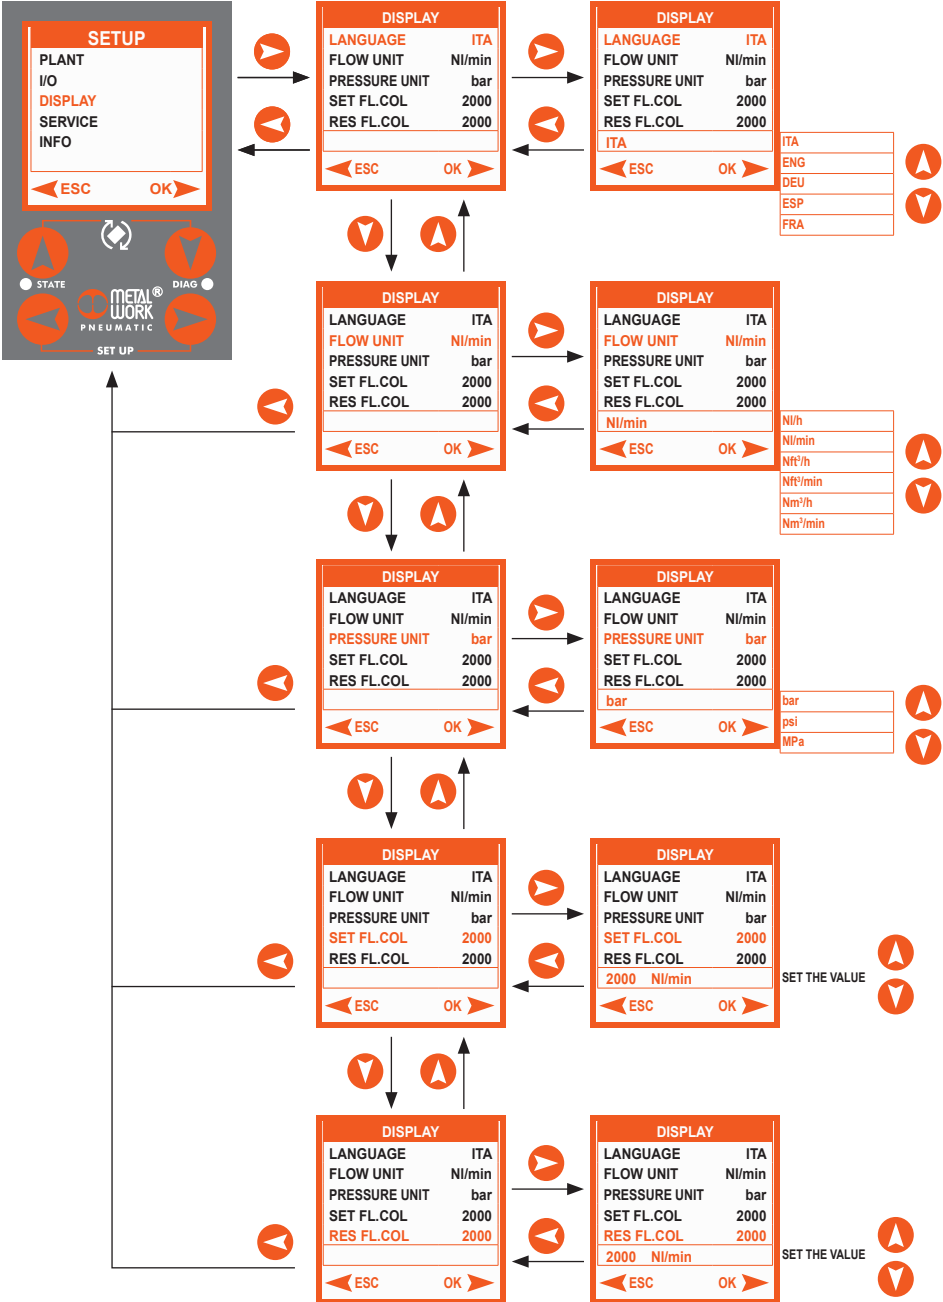 SETUP
PLANT
I/O
DISPLAY
SERVICE
INFO
ESC OK
STATE DIAG
METAL WORK®
PNEUMATIC
SET UP
DISPLAY
LANGUAGE ITA
FLOW UNIT Nl/min
PRESSURE UNIT bar
SET FL.COL 2000
RES FL.COL 2000
ESC OK
DISPLAY
LANGUAGE ITA
FLOW UNIT Nl/min
PRESSURE UNIT bar
SET FL.COL 2000
RES FL.COL 2000
ITA
ESC OK
ITA
ENG
DEU
ESP
FRA
DISPLAY
LANGUAGE ITA
FLOW UNIT Nl/min
PRESSURE UNIT bar
SET FL.COL 2000
RES FL.COL 2000
ESC OK
DISPLAY
LANGUAGE ITA
FLOW UNIT Nl/min
PRESSURE UNIT bar
SET FL.COL 2000
RES FL.COL 2000
Nl/min
ESC OK
Nl/h
Nl/min
Nft³/h
Nft³/min
Nm³/h
Nm³/min
DISPLAY
LANGUAGE ITA
FLOW UNIT Nl/min
PRESSURE UNIT bar
SET FL.COL 2000
RES FL.COL 2000
ESC OK
DISPLAY
LANGUAGE ITA
FLOW UNIT Nl/min
PRESSURE UNIT bar
SET FL.COL 2000
RES FL.COL 2000
bar
ESC OK
bar
psi
MPa
DISPLAY
LANGUAGE ITA
FLOW UNIT Nl/min
PRESSURE UNIT bar
SET FL.COL 2000
RES FL.COL 2000
ESC OK
DISPLAY
LANGUAGE ITA
FLOW UNIT Nl/min
PRESSURE UNIT bar
SET FL.COL 2000
RES FL.COL 2000
2000 Nl/min
ESC OK
SET THE VALUE
DISPLAY
LANGUAGE ITA
FLOW UNIT Nl/min
PRESSURE UNIT bar
SET FL.COL 2000
RES FL.COL 2000
ESC OK
DISPLAY
LANGUAGE ITA
FLOW UNIT Nl/min
PRESSURE UNIT bar
SET FL.COL 2000
RES FL.COL 2000
2000 Nl/min
ESC OK
SET THE VALUE